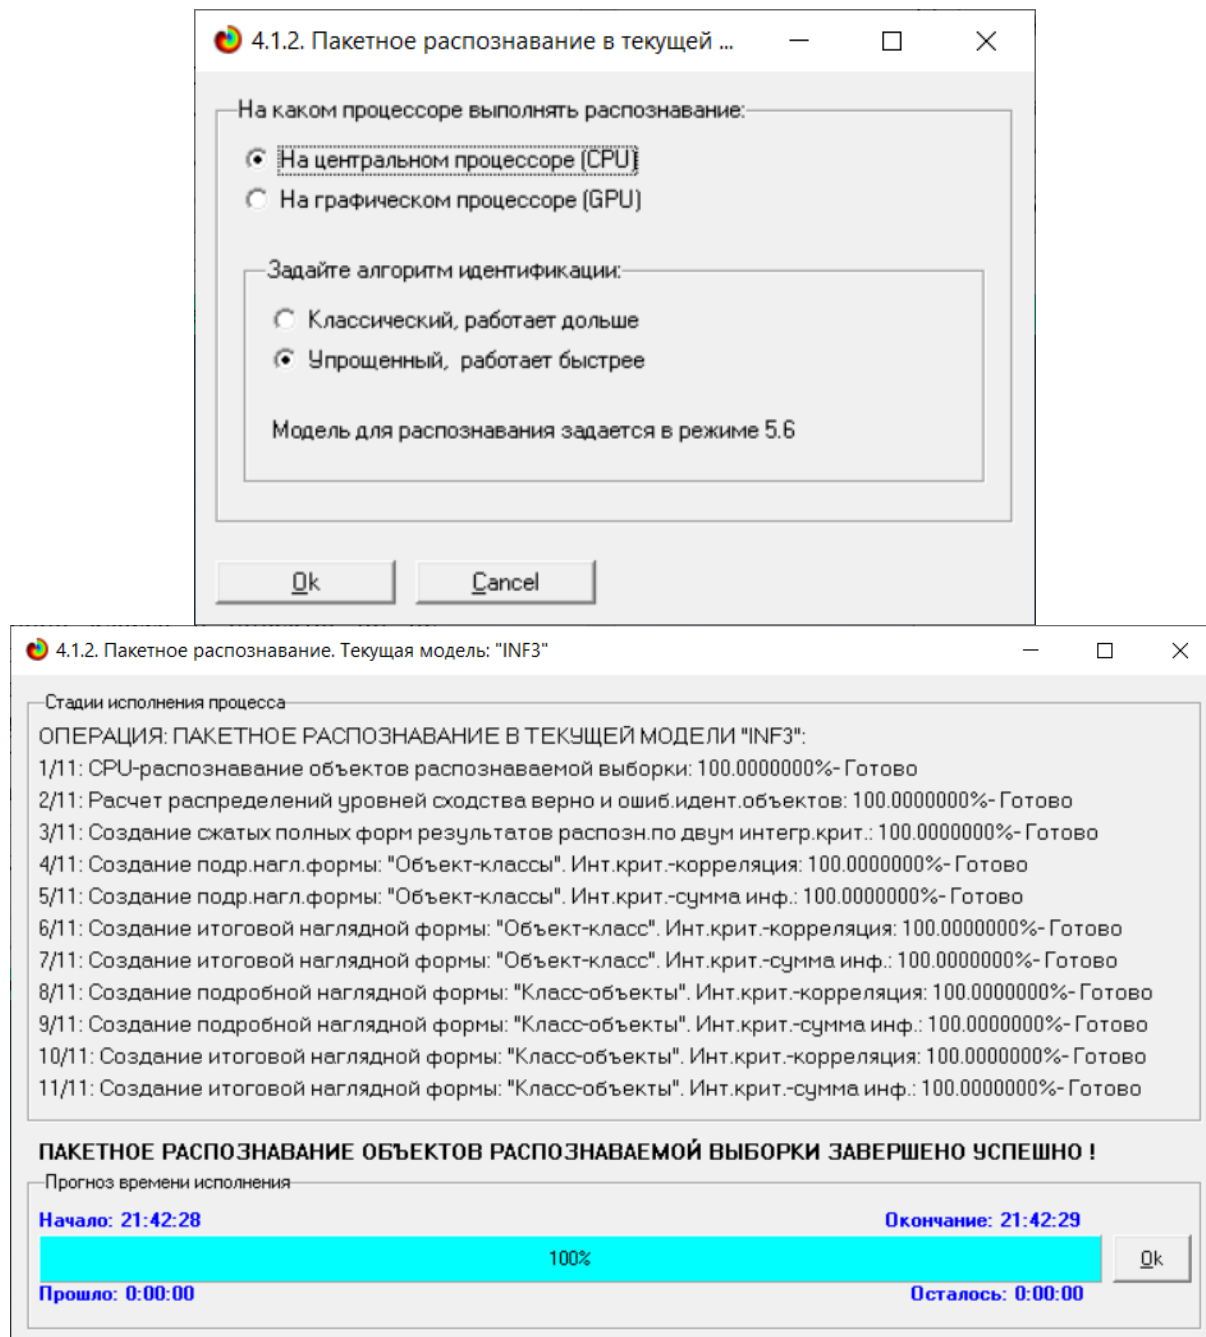 4.1.2. Пакетное распознавание в текущей ...
На каком процессоре выполнять распознавание:
На центральном процессоре (CPU)
На графическом процессоре (GPU)
Задайте алгоритм идентификации:
Классический, работает дольше
Упрощенный, работает быстрее
Модель для распознавания задается в режиме 5.6
Ok Cancel
4.1.2. Пакетное распознавание. Текущая модель: "INF3"
Стадии исполнения процесса
ОПЕРАЦИЯ: ПАКЕТНОЕ РАСПОЗНАВАНИЕ В ТЕКУЩЕЙ МОДЕЛИ "INF3":
1/11: CPU-распознавание объектов распознаваемой выборки: 100.0000000%- Готово
2/11: Расчет распределений уровней сходства верно и ошиб.идент.объектов: 100.0000000%- Готово
3/11: Создание сжатых полных форм результатов распозн.по двум интегр.крит.: 100.0000000%- Готово
4/11: Создание подр.нагл.формы: "Объект-классы". Инт.крит.-корреляция: 100.0000000%- Готово
5/11: Создание подр.нагл.формы: "Объект-классы". Инт.крит.-сумма инф.: 100.0000000%- Готово
6/11: Создание итоговой наглядной формы: "Объект-класс". Инт.крит.-корреляция: 100.0000000%- Готово
7/11: Создание итоговой наглядной формы: "Объект-класс". Инт.крит.-сумма инф.: 100.0000000%- Готово
8/11: Создание подробной наглядной формы: "Класс-объекты". Инт.крит.-корреляция: 100.0000000%- Готово
9/11: Создание подробной наглядной формы: "Класс-объекты". Инт.крит.-сумма инф.: 100.0000000%- Готово
10/11: Создание итоговой наглядной формы: "Класс-объекты". Инт.крит.-корреляция: 100.0000000%- Готово
11/11: Создание итоговой наглядной формы: "Класс-объекты". Инт.крит.-сумма инф.: 100.0000000%- Готово
ПАКЕТНОЕ РАСПОЗНАВАНИЕ ОБЪЕКТОВ РАСПОЗНАВАЕМОЙ ВЫБОРКИ ЗАВЕРШЕНО УСПЕШНО !
Прогноз времени исполнения
Начало: 21:42:28 Окончание: 21:42:29
100% Ok
Прошло: 0:00:00 Осталось: 0:00:00